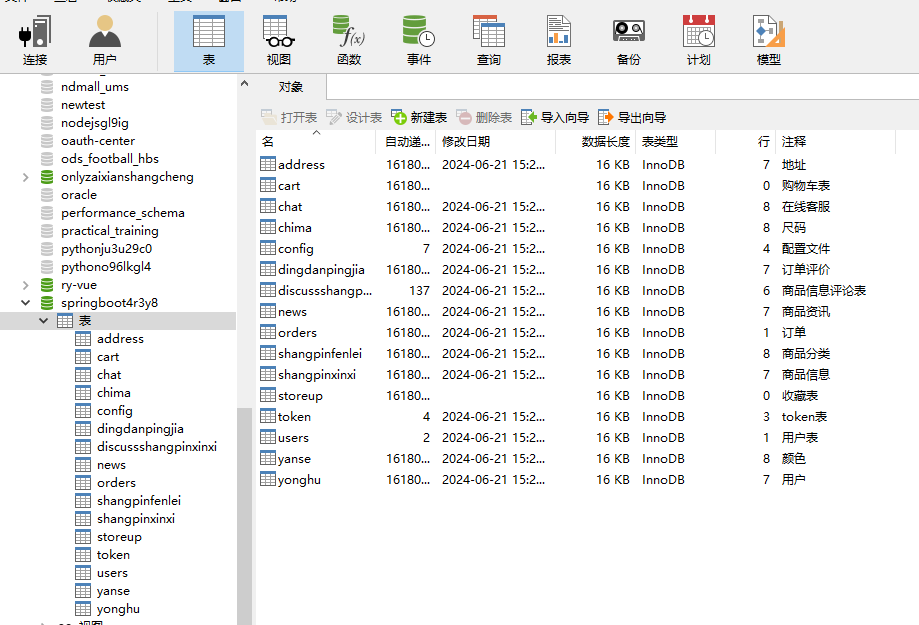 连接 用户 表 视图 函数 事件 查询 报表 备份 计划 模型
对象
打开表 设计表 新建表 删除表 导入向导 导出向导
ndmall_ums
newtest
nodejsgl9ig
oauth-center
ods_football_hbs
onlyzaixianshangcheng
oracle
performance_schema
practical_training
pythonju3u29c0
pythono96lkgl4
ry-vue
springboot4r3y8
表
address
cart
chat
chima
config
dingdanpingjia
discussshangpinxinxi
news
orders
shangpinfenlei
shangpinxinxi
storeup
token
users
yanse
yonghu
名 自动递... 修改日期 数据长度 表类型 行 注释
address 16180... 2024-06-21 15:2... 16 KB InnoDB 7 地址
cart 16180... 16 KB InnoDB 0 购物车表
chat 16180... 2024-06-21 15:2... 16 KB InnoDB 8 在线客服
chima 16180... 2024-06-21 15:2... 16 KB InnoDB 8 尺码
config 7 2024-06-21 15:2... 16 KB InnoDB 4 配置文件
dingdanpingjia 16180... 2024-06-21 15:2... 16 KB InnoDB 7 订单评价
discussshangp... 137 2024-06-21 15:2... 16 KB InnoDB 6 商品信息评论表
news 16180... 2024-06-21 15:2... 16 KB InnoDB 7 商品资讯
orders 16180... 2024-06-21 15:2... 16 KB InnoDB 1 订单
shangpinfenlei 16180... 2024-06-21 15:2... 16 KB InnoDB 8 商品分类
shangpinxinxi 16180... 2024-06-21 15:2... 16 KB InnoDB 7 商品信息
storeup 16180... 16 KB InnoDB 0 收藏表
token 4 2024-06-21 15:2... 16 KB InnoDB 3 token表
users 2 2024-06-21 15:2... 16 KB InnoDB 1 用户表
yanse 16180... 2024-06-21 15:2... 16 KB InnoDB 8 颜色
yonghu 16180... 2024-06-21 15:2... 16 KB InnoDB 7 用户